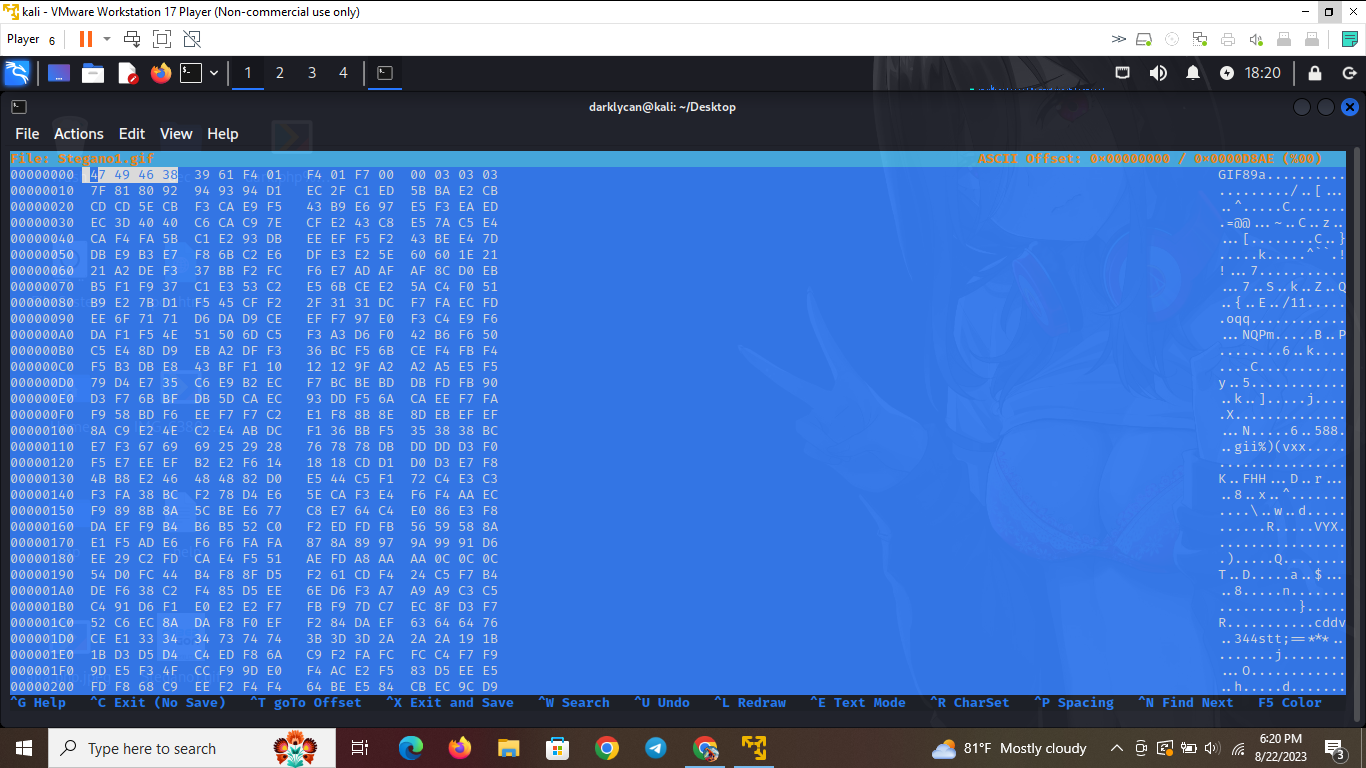 kali - VMware Workstation 17 Player (Non-commercial use only)
Player 6
1 2 3 4 18:20
darklycan@kali: ~/Desktop
File Actions Edit View Help
File: Stegano1.gif ASCII Offset: 0×00000000 / 0×0000D8AE (%00)
00000000 47 49 46 38 39 61 F4 01 F4 01 F7 00 00 03 03 03 GIF89a..........
00000010 7F 81 80 92 94 93 94 D1 EC 2F C1 ED 5B BA E2 CB ........./..[...
00000020 CD CD 5E CB F3 CA E9 F5 43 B9 E6 97 E5 F3 EA ED ..^.....C.......
00000030 EC 3D 40 40 C6 CA C9 7E CF E2 43 C8 E5 7A C5 E4 .=@@...~..C..z..
00000040 CA F4 FA 5B C1 E2 93 DB EE EF F5 F2 43 BE E4 7D ...[........C..}
00000050 DB E9 B3 E7 F8 6B C2 E6 DF E3 E2 5E 60 60 1E 21 .....k.....^``.!
00000060 21 A2 DE F3 37 BB F2 FC F6 E7 AD AF AF 8C D0 EB !...7...........
00000070 B5 F1 F9 37 C1 E3 53 C2 E5 6B CE E2 5A C4 F0 51 ...7..S..k..Z..Q
00000080 B9 E2 7B D1 F5 45 CF F2 2F 31 31 DC F7 FA EC FD ..{..E../11.....
00000090 EE 6F 71 71 D6 DA D9 CE EF F7 97 E0 F3 C4 E9 F6 .oqq............
000000A0 DA F1 F5 4E 51 50 6D C5 F3 A3 D6 F0 42 B6 F6 50 ...NQPm.....B..P
000000B0 C5 E4 8D D9 EB A2 DF F3 36 BC F5 6B CE F4 FB F4 ........6..k....
000000C0 F5 B3 DB E8 43 BF F1 10 12 12 9F A2 A2 A5 E5 F5 ....C...........
000000D0 79 D4 E7 35 C6 E9 B2 EC F7 BC BE BD DB FD FB 90 y..5............
000000E0 D3 F7 6B BF DB 5D CA EC 93 DD F5 6A CA EE F7 FA ..k..].....j....
000000F0 F9 58 BD F6 EE F7 F7 C2 E1 F8 8B 8E 8D EB EF EF .X..............
00000100 8A C9 E2 4E C2 E4 AB DC F1 36 BB F5 35 38 38 BC ...N.....6..588.
00000110 E7 F3 67 69 69 25 29 28 76 78 78 DB DD DD D3 F0 ..gii%)(vxx.....
00000120 F5 E7 EE EF B2 E2 F6 14 18 18 CD D1 D0 D3 E7 F8 ................
00000130 4B B8 E2 46 48 48 82 D0 E5 44 C5 F1 72 C4 E3 C3 K..FHH...D..r...
00000140 F3 FA 38 BC F2 78 D4 E6 5E CA F3 E4 F6 F4 AA EC ..8..x..^.......
00000150 F9 89 8B 8A 5C BE E6 77 C8 E7 64 C4 E0 86 E3 F8 ....\..w..d.....
00000160 DA EF F9 B4 B6 B5 52 C0 F2 ED FD FB 56 59 58 8A ......R.....VYX.
00000170 E1 F5 AD E6 F6 F6 FA FA 87 8A 89 97 9A 99 91 D6 ................
00000180 EE 29 C2 FD CA E4 F5 51 AE FD A8 AA AA 0C 0C 0C .).....Q........
00000190 54 D0 FC 44 B4 F8 8F D5 F2 61 CD F4 24 C5 F7 B4 T..D.....a..$...
000001A0 DE F6 38 C2 F4 85 D5 EE 6E D6 F3 A7 A9 A9 C3 C5 ..8.....n.......
000001B0 C4 91 D6 F1 E0 E2 E2 F7 FB F9 7D C7 EC 8F D3 F7 ..........}.....
000001C0 52 C6 EC 8A DA F8 F0 EF F2 84 DA EF 63 64 64 76 R...........cddv
000001D0 CE E1 33 34 34 73 74 74 3B 3D 3D 2A 2A 2A 19 1B ..344stt;==***..
000001E0 1B D3 D5 D4 C4 ED F8 6A C9 F2 FA FC FC C4 F7 F9 .......j........
000001F0 9D E5 F3 4F CC F9 9D E0 F4 AC E2 F5 83 D5 EE E5 ...O............
00000200 FD F8 68 C9 EE F2 F4 F4 64 BE E5 84 CB EC 9C D9 ..h.....d.......
^G Help ^C Exit (No Save) ^T goTo Offset ^X Exit and Save ^W Search ^U Undo ^L Redraw ^E Text Mode ^R CharSet ^P Spacing ^N Find Next F5 Color
Type here to search
81°F Mostly cloudy
6:20 PM
8/22/2023
3